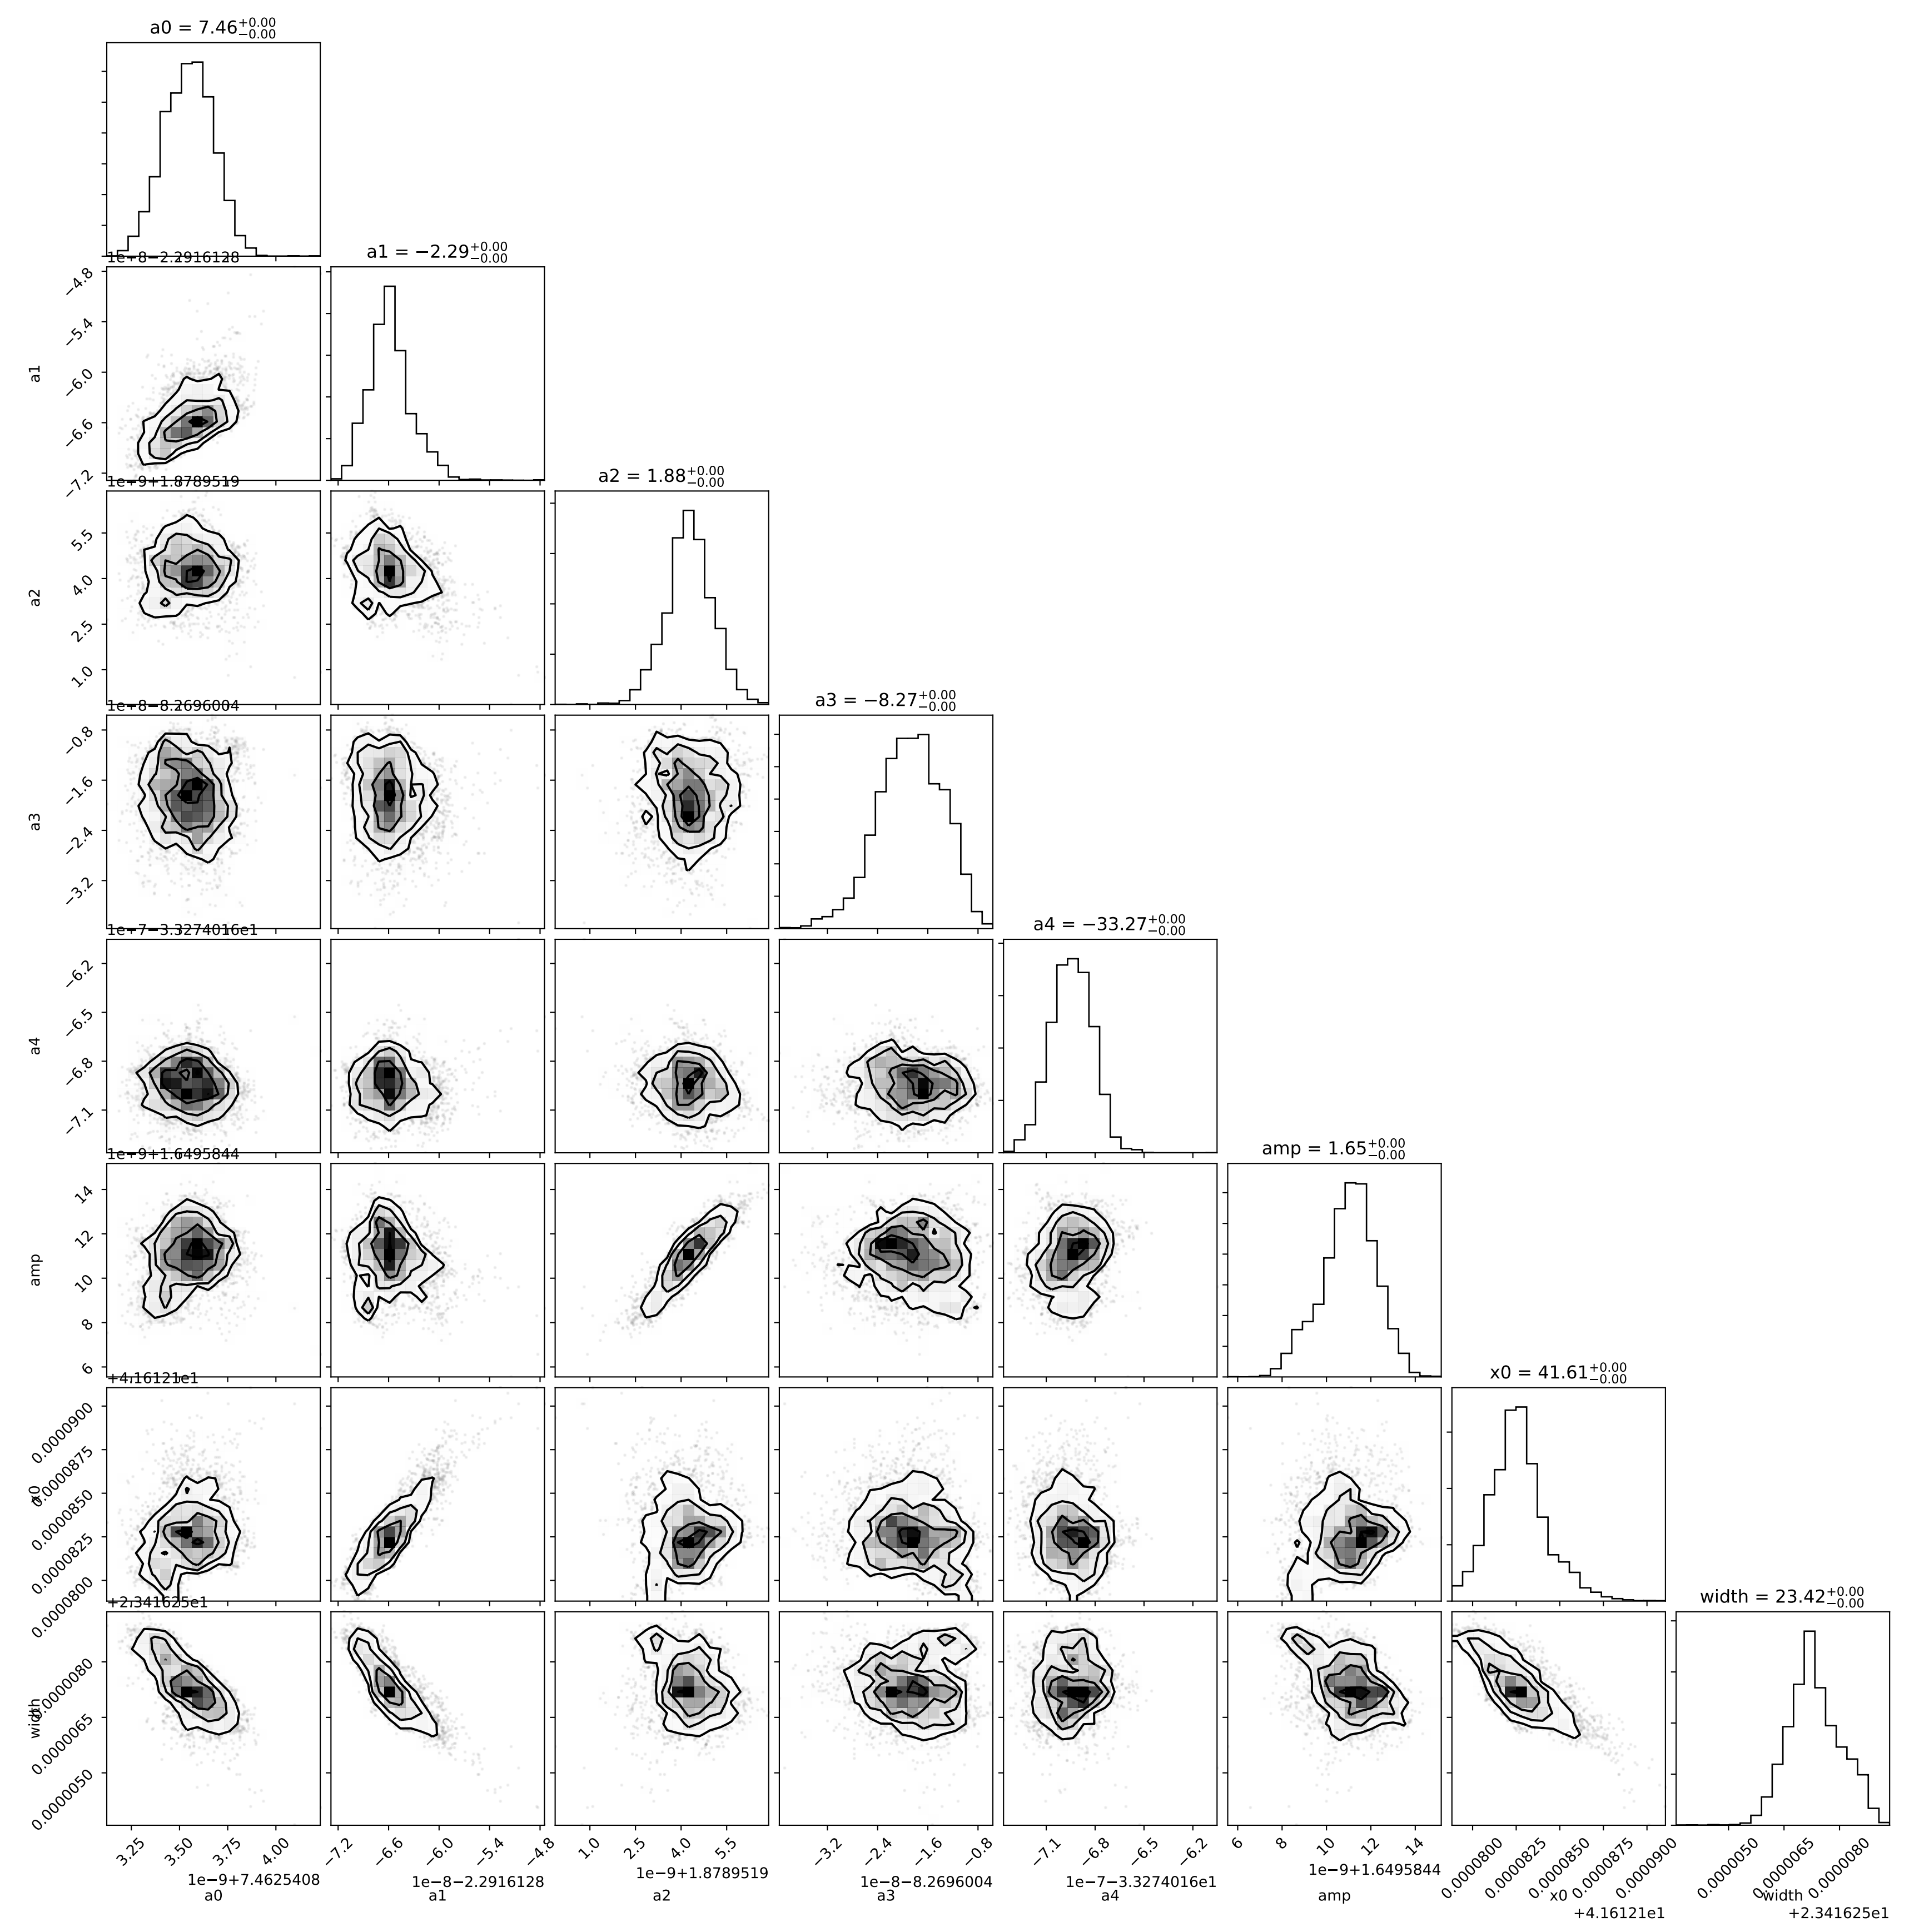 a0 = 7.46+0.00−0.00
1e−8−2.2916128
a1 = −2.29+0.00−0.00
−4.8
−5.4
−6.0
−6.6
−7.2
a1
1e−9+1.8789519
a2 = 1.88+0.00−0.00
5.5
4.0
2.5
1.0
a2
1e−8−8.2696004
a3 = −8.27+0.00−0.00
−0.8
−1.6
−2.4
−3.2
a3
1e−7−3.3274016e1
a4 = −33.27+0.00−0.00
−6.2
−6.5
−6.8
−7.1
a4
1e−9+1.6495844
amp = 1.65+0.00−0.00
14
12
10
8
6
amp
+4.16121e1
x0 = 41.61+0.00−0.00
0.0000900
0.0000875
0.0000850
0.0000825
0.0000800
x0
+2.341625e1
width = 23.42+0.00−0.00
0.0000080
0.0000065
0.0000050
width
3.25 3.50 3.75 4.00
1e−9+7.4625408
a0
−7.2 −6.6 −6.0 −5.4 −4.8
1e−8−2.2916128
a1
1.0 2.5 4.0 5.5
1e−9+1.8789519
a2
−3.2 −2.4 −1.6 −0.8
1e−8−8.2696004
a3
−7.1 −6.8 −6.5 −6.2
1e−7−3.3274016e1
a4
6 8 10 12 14
1e−9+1.6495844
amp
0.0000800 0.0000825 0.0000850 0.0000875 0.0000900
x0
+4.16121e1
0.0000050 0.0000065 0.0000080
width
+2.341625e1